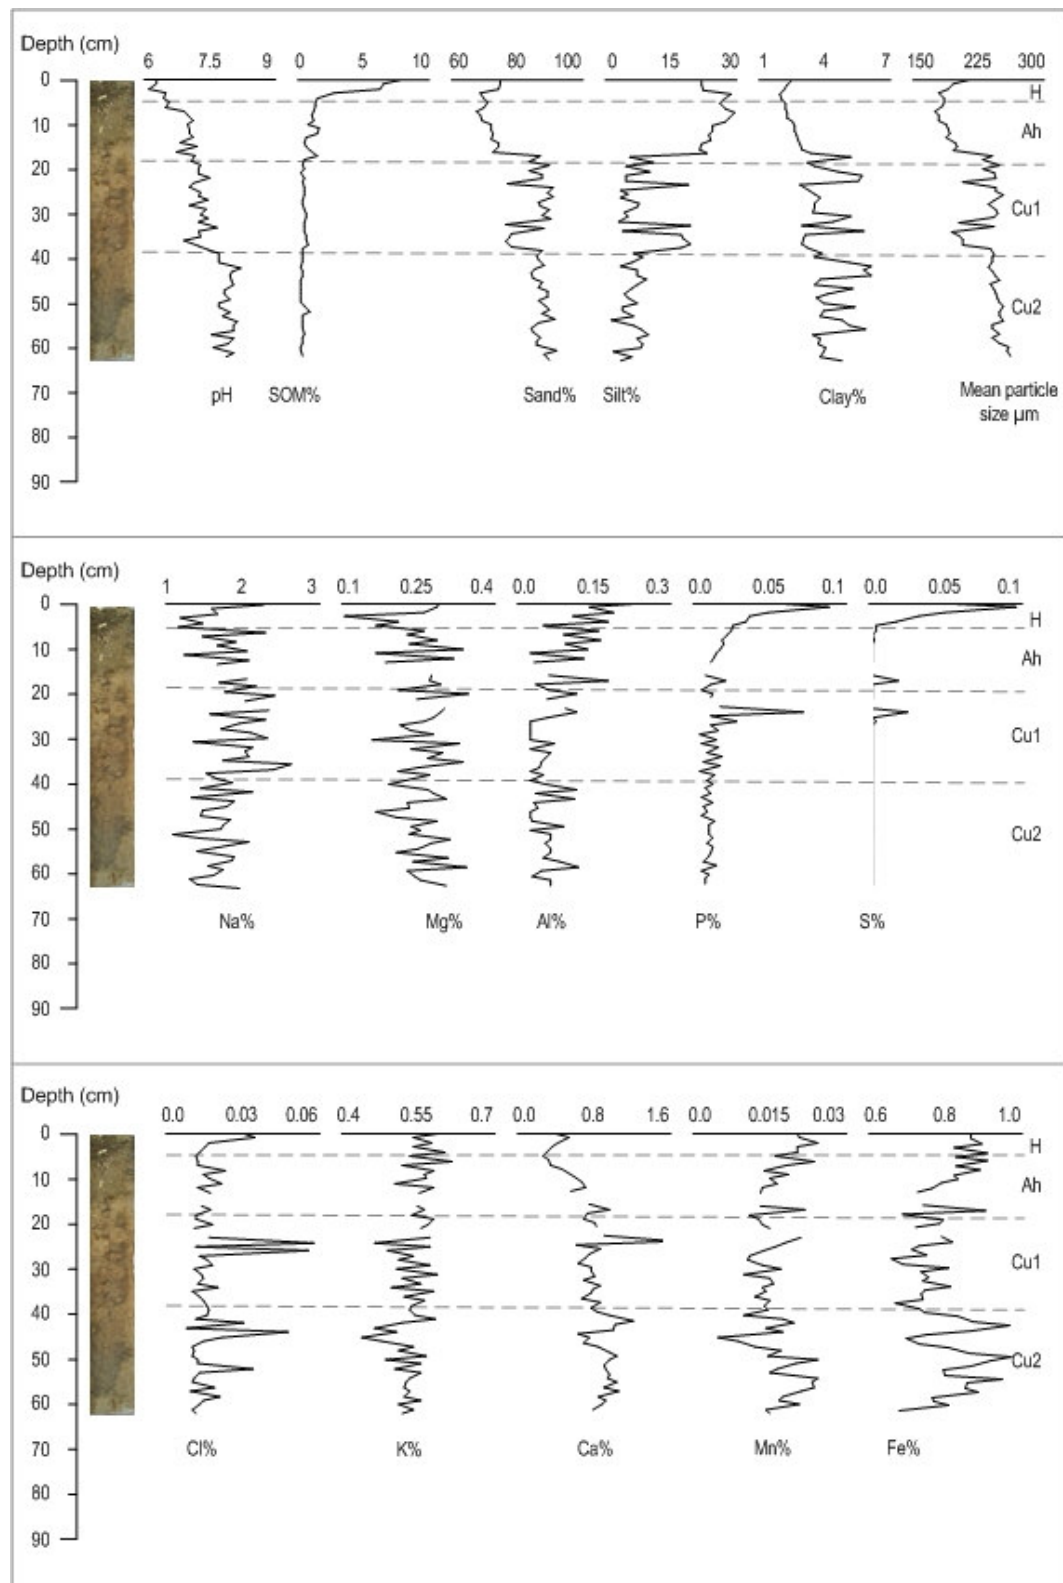 Depth (cm)
6 7.5 9 0 5 10 60 80 100 0 15 30 1 4 7 150 225 300
0
H
10
Ah
20
30
Cu1
40
50
Cu2
60
70
pH SOM% Sand% Silt% Clay% Mean particle
size µm
80
90
Depth (cm)
1 2 3 0.1 0.25 0.4 0.0 0.15 0.3 0.0 0.05 0.1 0.0 0.05 0.1
0
H
10
Ah
20
30
Cu1
40
50
Cu2
60
70
Na% Mg% Al% P% S%
80
90
Depth (cm)
0.0 0.03 0.06 0.4 0.55 0.7 0.0 0.8 1.6 0.0 0.015 0.03 0.6 0.8 1.0
0
H
10
Ah
20
30
Cu1
40
50
Cu2
60
70
Cl% K% Ca% Mn% Fe%
80
90